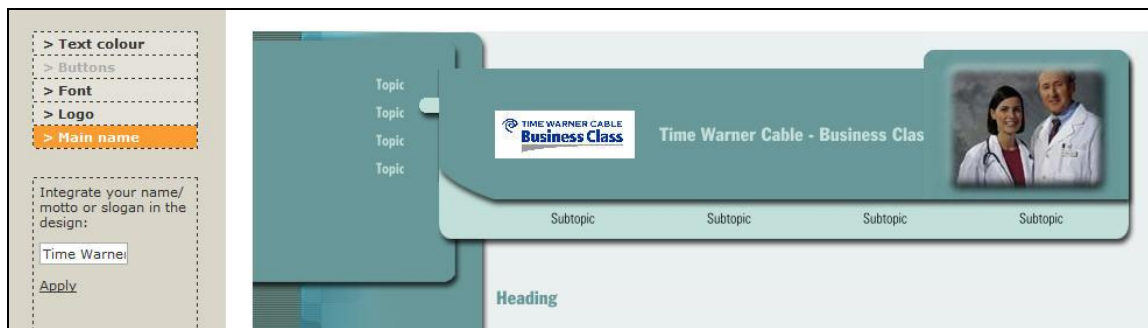 > Text colour
> Buttons
> Font
> Logo
> Main name
Integrate your name/
motto or slogan in the
design:
Time Warner
Apply
Topic
Topic
Topic
Topic
TIME WARNER CABLE
Business Class
Time Warner Cable - Business Clas
Subtopic
Subtopic
Subtopic
Subtopic
Heading